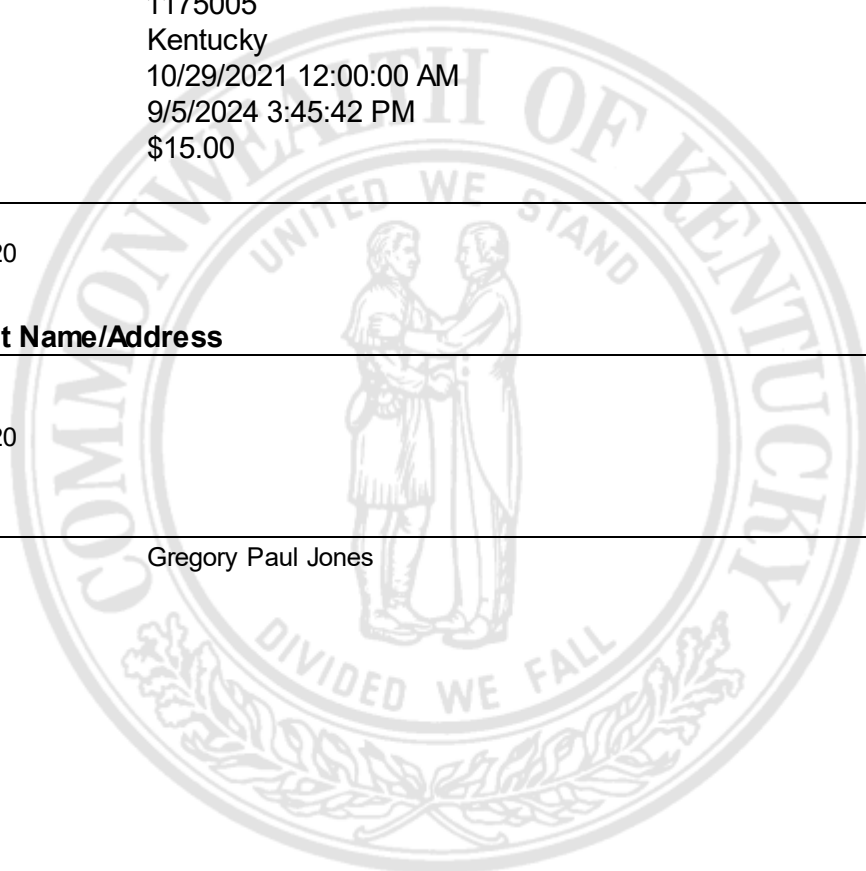 1175005
Kentucky
10/29/2021 12:00:00 AM
9/5/2024 3:45:42 PM
$15.00
20
t Name/Address
20
Gregory Paul Jones
COMMONWEALTH OF KENTUCKY
UNITED WE STAND
DIVIDED WE FALL